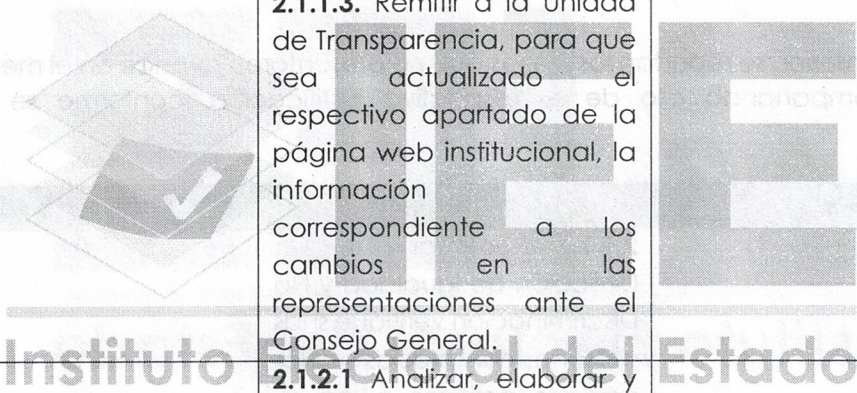 2.1.1.3. Remitir a la Unidad
de Transparencia, para que
sea actualizado el
respectivo apartado de la
página web institucional, la
información
correspondiente a los
cambios en las
representaciones ante el
Consejo General.
IEE
Instituto Electoral del Estado
2.1.2.1 Analizar, elaborar y